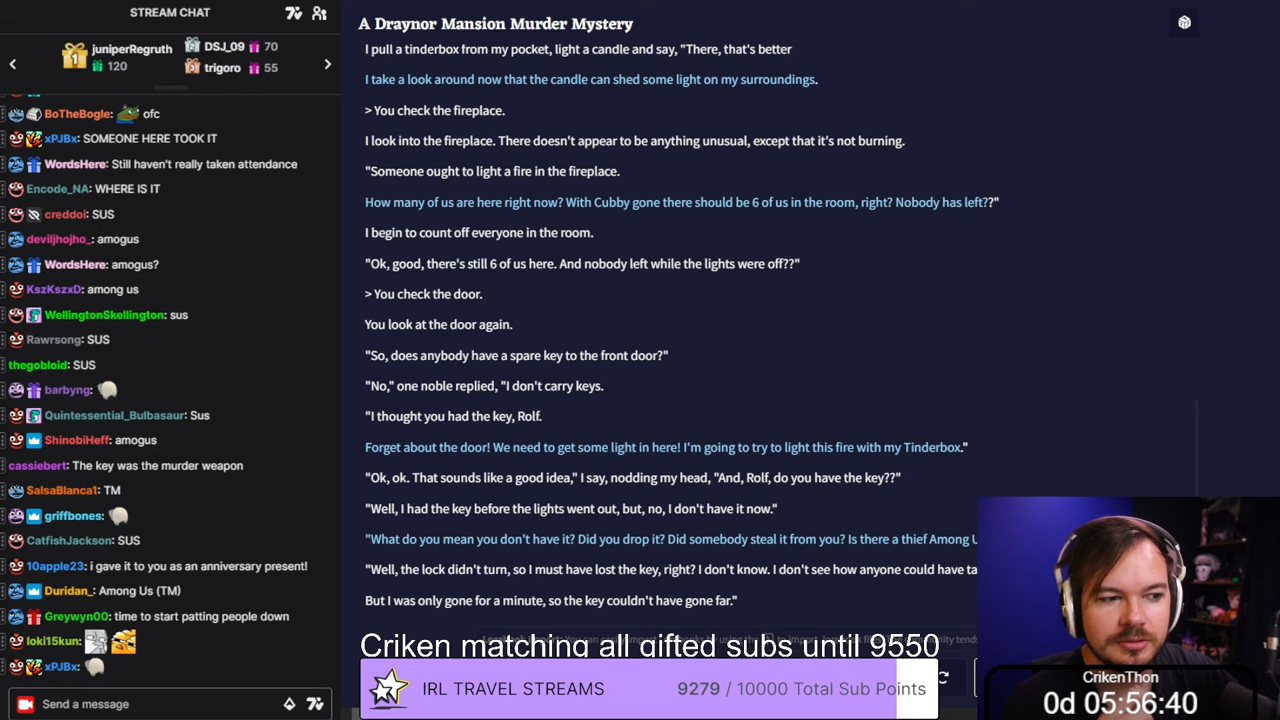 STREAM CHAT
juniperRegruth
120
DSJ_09 70
trigoro 55
BoTheBogle: ofc
xPJBx: SOMEONE HERE TOOK IT
WordsHere: Still haven't really taken attendance
Encode_NA: WHERE IS IT
creddoi: SUS
deviljhojho_: amogus
WordsHere: amogus?
KszKszxD: among us
WellingtonSkellington: sus
Rawrsong: SUS
thegobloid: SUS
barbyng:
Quintessential_Bulbasaur: Sus
ShinobiHeff: amogus
cassiebert: The key was the murder weapon
SalsaBlanca1: TM
griffbones:
CatfishJackson: SUS
10apple23: i gave it to you as an anniversary present!
Duridan_: Among Us (TM)
Greywyn00: time to start patting people down
loki15kun:
xPJBx:
Send a message
A Draynor Mansion Murder Mystery
I pull a tinderbox from my pocket, light a candle and say, "There, that's better
I take a look around now that the candle can shed some light on my surroundings.
> You check the fireplace.
I look into the fireplace. There doesn't appear to be anything unusual, except that it's not burning.
"Someone ought to light a fire in the fireplace.
How many of us are here right now? With Cubby gone there should be 6 of us in the room, right? Nobody has left??"
I begin to count off everyone in the room.
"Ok, good, there's still 6 of us here. And nobody left while the lights were off??"
> You check the door.
You look at the door again.
"So, does anybody have a spare key to the front door?"
"No," one noble replied, "I don't carry keys.
"I thought you had the key, Rolf.
Forget about the door! We need to get some light in here! I'm going to try to light this fire with my Tinderbox."
"Ok, ok. That sounds like a good idea," I say, nodding my head, "And, Rolf, do you have the key??"
"Well, I had the key before the lights went out, but, no, I don't have it now."
"What do you mean you don't have it? Did you drop it? Did somebody steal it from you? Is there a thief Among U
"Well, the lock didn't turn, so I must have lost the key, right? I don't know. I don't see how anyone could have ta
But I was only gone for a minute, so the key couldn't have gone far."
Criken matching all gifted subs until 9550
IRL TRAVEL STREAMS 9279 / 10000 Total Sub Points
CrikenThon
0d 05:56:40